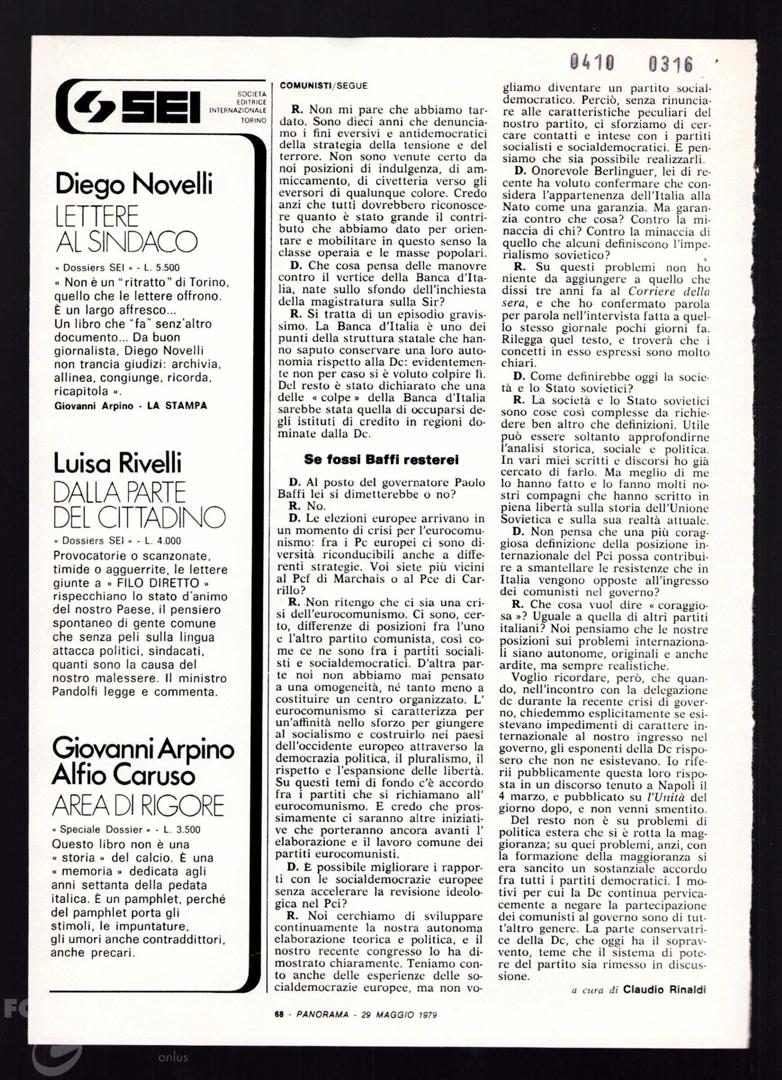 0410 0316
SEI
SOCIETÀ
EDITRICE
INTERNAZIONALE
TORINO
Diego Novelli
LETTERE
AL SINDACO
« Dossiers SEI » - L. 5.500
« Non è un “ritratto” di Torino,
quello che le lettere offrono.
È un largo affresco...
Un libro che “fa” senz'altro
documento... Da buon
giornalista, Diego Novelli
non trancia giudizi: archivia,
allinea, congiunge, ricorda,
ricapitola ».
Giovanni Arpino - LA STAMPA
Luisa Rivelli
DALLA PARTE
DEL CITTADINO
« Dossiers SEI » - L. 4.000
Provocatorie o scanzonate,
timide o agguerrite, le lettere
giunte a « FILO DIRETTO »
rispecchiano lo stato d'animo
del nostro Paese, il pensiero
spontaneo di gente comune
che senza peli sulla lingua
attacca politici, sindacati,
quanti sono la causa del
nostro malessere. Il ministro
Pandolfi legge e commenta.
Giovanni Arpino
Alfio Caruso
AREA DI RIGORE
« Speciale Dossier » - L. 3.500
Questo libro non è una
« storia » del calcio. È una
« memoria » dedicata agli
anni settanta della pedata
italica. È un pamphlet, perché
del pamphlet porta gli
stimoli, le impuntature,
gli umori anche contraddittori,
anche precari.
COMUNISTI/SEGUE
R. Non mi pare che abbiamo tar-
dato. Sono dieci anni che denuncia-
mo i fini eversivi e antidemocratici
della strategia della tensione e del
terrore. Non sono venute certo da
noi posizioni di indulgenza, di am-
miccamento, di civetteria verso gli
eversori di qualunque colore. Credo
anzi che tutti dovrebbero riconosce-
re quanto è stato grande il contri-
buto che abbiamo dato per orien-
tare e mobilitare in questo senso la
classe operaia e le masse popolari.
D. Che cosa pensa delle manovre
contro il vertice della Banca d'Ita-
lia, nate sullo sfondo dell'inchiesta
della magistratura sulla Sir?
R. Si tratta di un episodio gravis-
simo. La Banca d'Italia è uno dei
punti della struttura statale che han-
no saputo conservare una loro auto-
nomia rispetto alla Dc: evidentemen-
te non per caso si è voluto colpire lì.
Del resto è stato dichiarato che una
delle « colpe » della Banca d'Italia
sarebbe stata quella di occuparsi de-
gli istituti di credito in regioni do-
minate dalla Dc.
Se fossi Baffi resterei
D. Al posto del governatore Paolo
Baffi lei si dimetterebbe o no?
R. No.
D. Le elezioni europee arrivano in
un momento di crisi per l'eurocomu-
nismo: fra i Pc europei ci sono di-
versità riconducibili anche a diffe-
renti strategie. Voi siete più vicini
al Pcf di Marchais o al Pce di Car-
rillo?
R. Non ritengo che ci sia una cri-
si dell'eurocomunismo. Ci sono, cer-
to, differenze di posizioni fra l'uno
e l'altro partito comunista, così co-
me ce ne sono fra i partiti sociali-
sti e socialdemocratici. D'altra par-
te noi non abbiamo mai pensato
a una omogeneità, né tanto meno a
costituire un centro organizzato. L'
eurocomunismo si caratterizza per
un'affinità nello sforzo per giungere
al socialismo e costruirlo nei paesi
dell'occidente europeo attraverso la
democrazia politica, il pluralismo, il
rispetto e l'espansione delle libertà.
Su questi temi di fondo c'è accordo
fra i partiti che si richiamano all'
eurocomunismo. E credo che pros-
simamente ci saranno altre iniziati-
ve che porteranno ancora avanti l'
elaborazione e il lavoro comune dei
partiti eurocomunisti.
D. È possibile migliorare i rappor-
ti con le socialdemocrazie europee
senza accelerare la revisione ideolo-
gica nel Pci?
R. Noi cerchiamo di sviluppare
continuamente la nostra autonoma
elaborazione teorica e politica, e il
nostro recente congresso lo ha di-
mostrato chiaramente. Teniamo con-
to anche delle esperienze delle so-
cialdemocrazie europee, ma non vo-
gliamo diventare un partito social-
democratico. Perciò, senza rinuncia-
re alle caratteristiche peculiari del
nostro partito, ci sforziamo di cer-
care contatti e intese con i partiti
socialisti e socialdemocratici. E pen-
siamo che sia possibile realizzarli.
D. Onorevole Berlinguer, lei di re-
cente ha voluto confermare che con-
sidera l'appartenenza dell'Italia alla
Nato come una garanzia. Ma garan-
zia contro che cosa? Contro la mi-
naccia di chi? Contro la minaccia di
quello che alcuni definiscono l'impe-
rialismo sovietico?
R. Su questi problemi non ho
niente da aggiungere a quello che
dissi tre anni fa al Corriere della
sera, e che ho confermato parola
per parola nell'intervista fatta a quel-
lo stesso giornale pochi giorni fa.
Rilegga quel testo, e troverà che i
concetti in esso espressi sono molto
chiari.
D. Come definirebbe oggi la socie-
tà e lo Stato sovietici?
R. La società e lo Stato sovietici
sono cose così complesse da richie-
dere ben altro che definizioni. Utile
può essere soltanto approfondirne
l'analisi storica, sociale e politica.
In vari miei scritti e discorsi ho già
cercato di farlo. Ma meglio di me
lo hanno fatto e lo fanno molti no-
stri compagni che hanno scritto in
piena libertà sulla storia dell'Unione
Sovietica e sulla sua realtà attuale.
D. Non pensa che una più corag-
giosa definizione della posizione in-
ternazionale del Pci possa contribui-
re a smantellare le resistenze che in
Italia vengono opposte all'ingresso
dei comunisti nel governo?
R. Che cosa vuol dire « coraggio-
sa »? Uguale a quella di altri partiti
italiani? Noi pensiamo che le nostre
posizioni sui problemi internaziona-
li siano autonome, originali e anche
ardite, ma sempre realistiche.
Voglio ricordare, però, che quan-
do, nell'incontro con la delegazione
dc durante la recente crisi di gover-
no, chiedemmo esplicitamente se esi-
stevano impedimenti di carattere in-
ternazionale al nostro ingresso nel
governo, gli esponenti della Dc rispo-
sero che non ne esistevano. Io rife-
rii pubblicamente questa loro rispo-
sta in un discorso tenuto a Napoli il
4 marzo, e pubblicato su l'Unità del
giorno dopo, e non venni smentito.
Del resto non è su problemi di
politica estera che si è rotta la mag-
gioranza; su quei problemi, anzi, con
la formazione della maggioranza si
era sancito un sostanziale accordo
fra tutti i partiti democratici. I mo-
tivi per cui la Dc continua pervica-
cemente a negare la partecipazione
dei comunisti al governo sono di tut-
t'altro genere. La parte conservatri-
ce della Dc, che oggi ha il soprav-
vento, teme che il sistema di pote-
re del partito sia rimesso in discus-
sione.
a cura di Claudio Rinaldi
68 - PANORAMA - 29 MAGGIO 1979
onlus